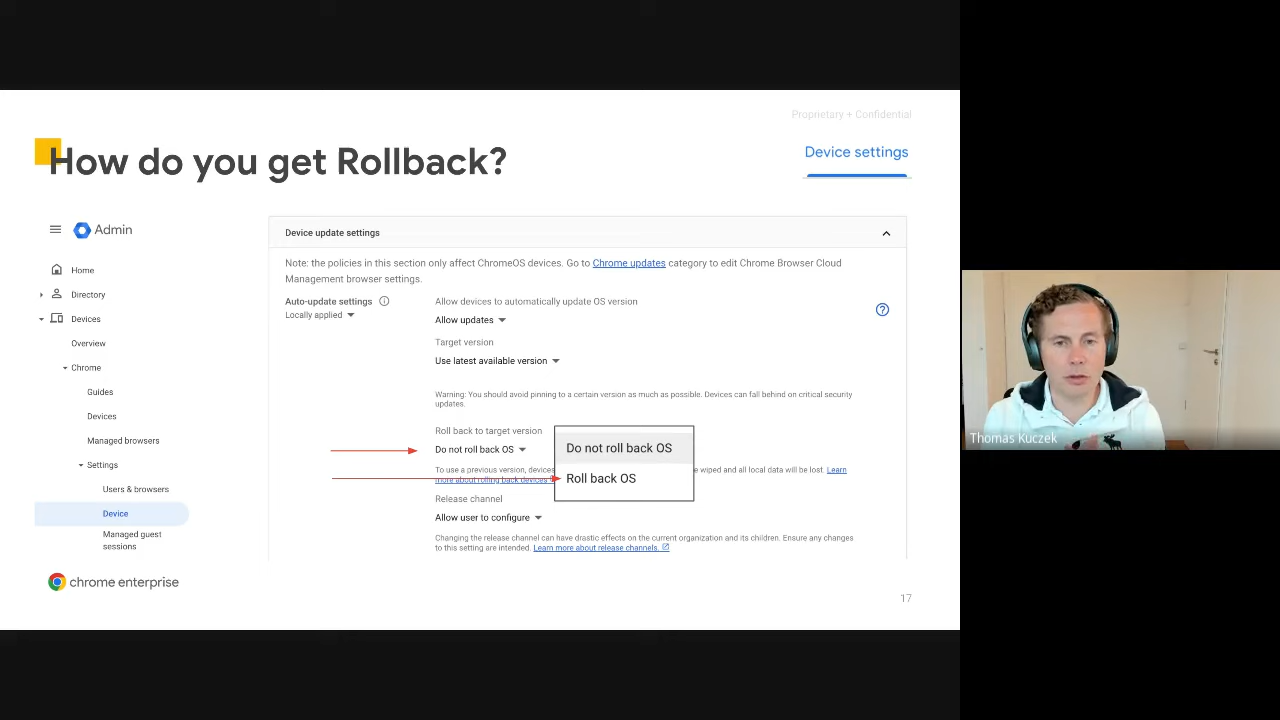 Proprietary + Confidential
How do you get Rollback?
Device settings
Admin
Home
Directory
Devices
Overview
Chrome
Guides
Devices
Managed browsers
Settings
Users & browsers
Device
Managed guest
sessions
Device update settings
Note: the policies in this section only affect ChromeOS devices. Go to Chrome updates category to edit Chrome Browser Cloud
Management browser settings.
Auto-update settings
Locally applied
Allow devices to automatically update OS version
Allow updates
Target version
Use latest available version
Warning: You should avoid pinning to a certain version as much as possible. Devices can fall behind on critical security
updates.
Roll back to target version
Do not roll back OS
Do not roll back OS
Roll back OS
To use a previous version, devices
e wiped and all local data will be lost. Learn
more about rolling back devices
Release channel
Allow user to configure
Changing the release channel can have drastic effects on the current organization and its children. Ensure any changes
to this setting are intended. Learn more about release channels.
chrome enterprise
17
Thomas Kuczek